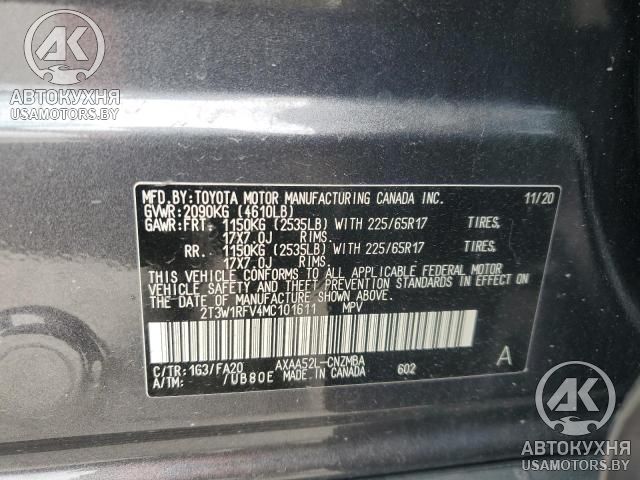 AK
АВТОКУХНЯ
USAMOTORS.BY
MFD.BY:TOYOTA MOTOR MANUFACTURING CANADA INC. 11/20
GVWR:2090KG (4610LB)
GAWR:FRT. 1150KG (2535LB) WITH 225/65R17 TIRES,
17X7.0J RIMS.
RR. 1150KG (2535LB) WITH 225/65R17 TIRES,
17X7.0J RIMS.
THIS VEHICLE CONFORMS TO ALL APPLICABLE FEDERAL MOTOR
VEHICLE SAFETY AND THEFT PREVENTION STANDARDS IN EFFECT ON
THE DATE OF MANUFACTURE SHOWN ABOVE.
2T3W1RFV4MC101611 MPV
C/TR:1G3/FA20 AXAA52L-CNZMBA 602 A
A/TM: /UB80E MADE IN CANADA
AK
АВТОКУХНЯ
USAMOTORS.BY